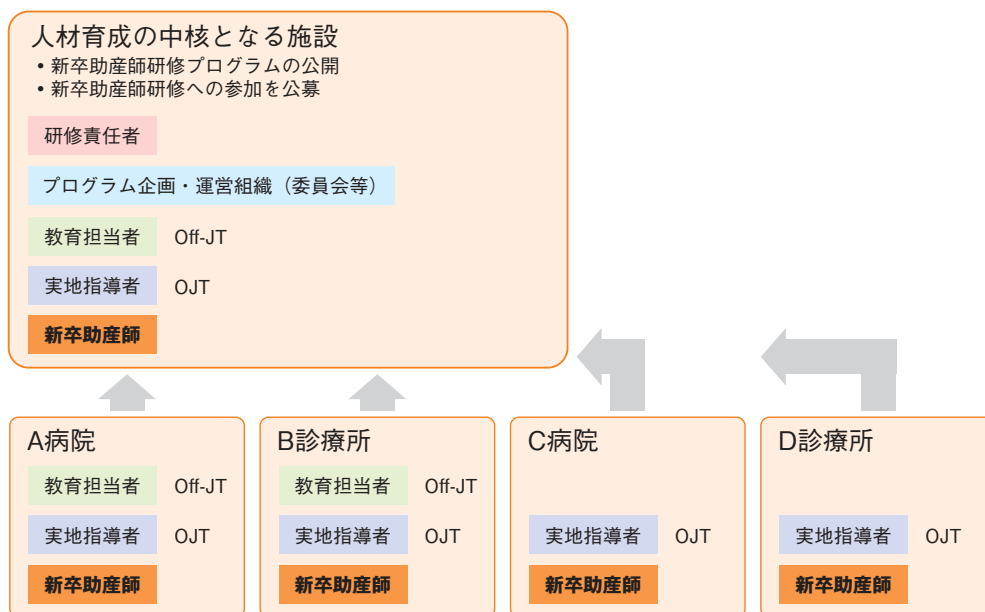 人材育成の中核となる施設
• 新卒助産師研修プログラムの公開
• 新卒助産師研修への参加を公募
研修責任者
プログラム企画・運営組織（委員会等）
教育担当者 Off-JT
実地指導者 OJT
新卒助産師
A病院
教育担当者 Off-JT
実地指導者 OJT
新卒助産師
B診療所
教育担当者 Off-JT
実地指導者 OJT
新卒助産師
C病院
実地指導者 OJT
新卒助産師
D診療所
実地指導者 OJT
新卒助産師